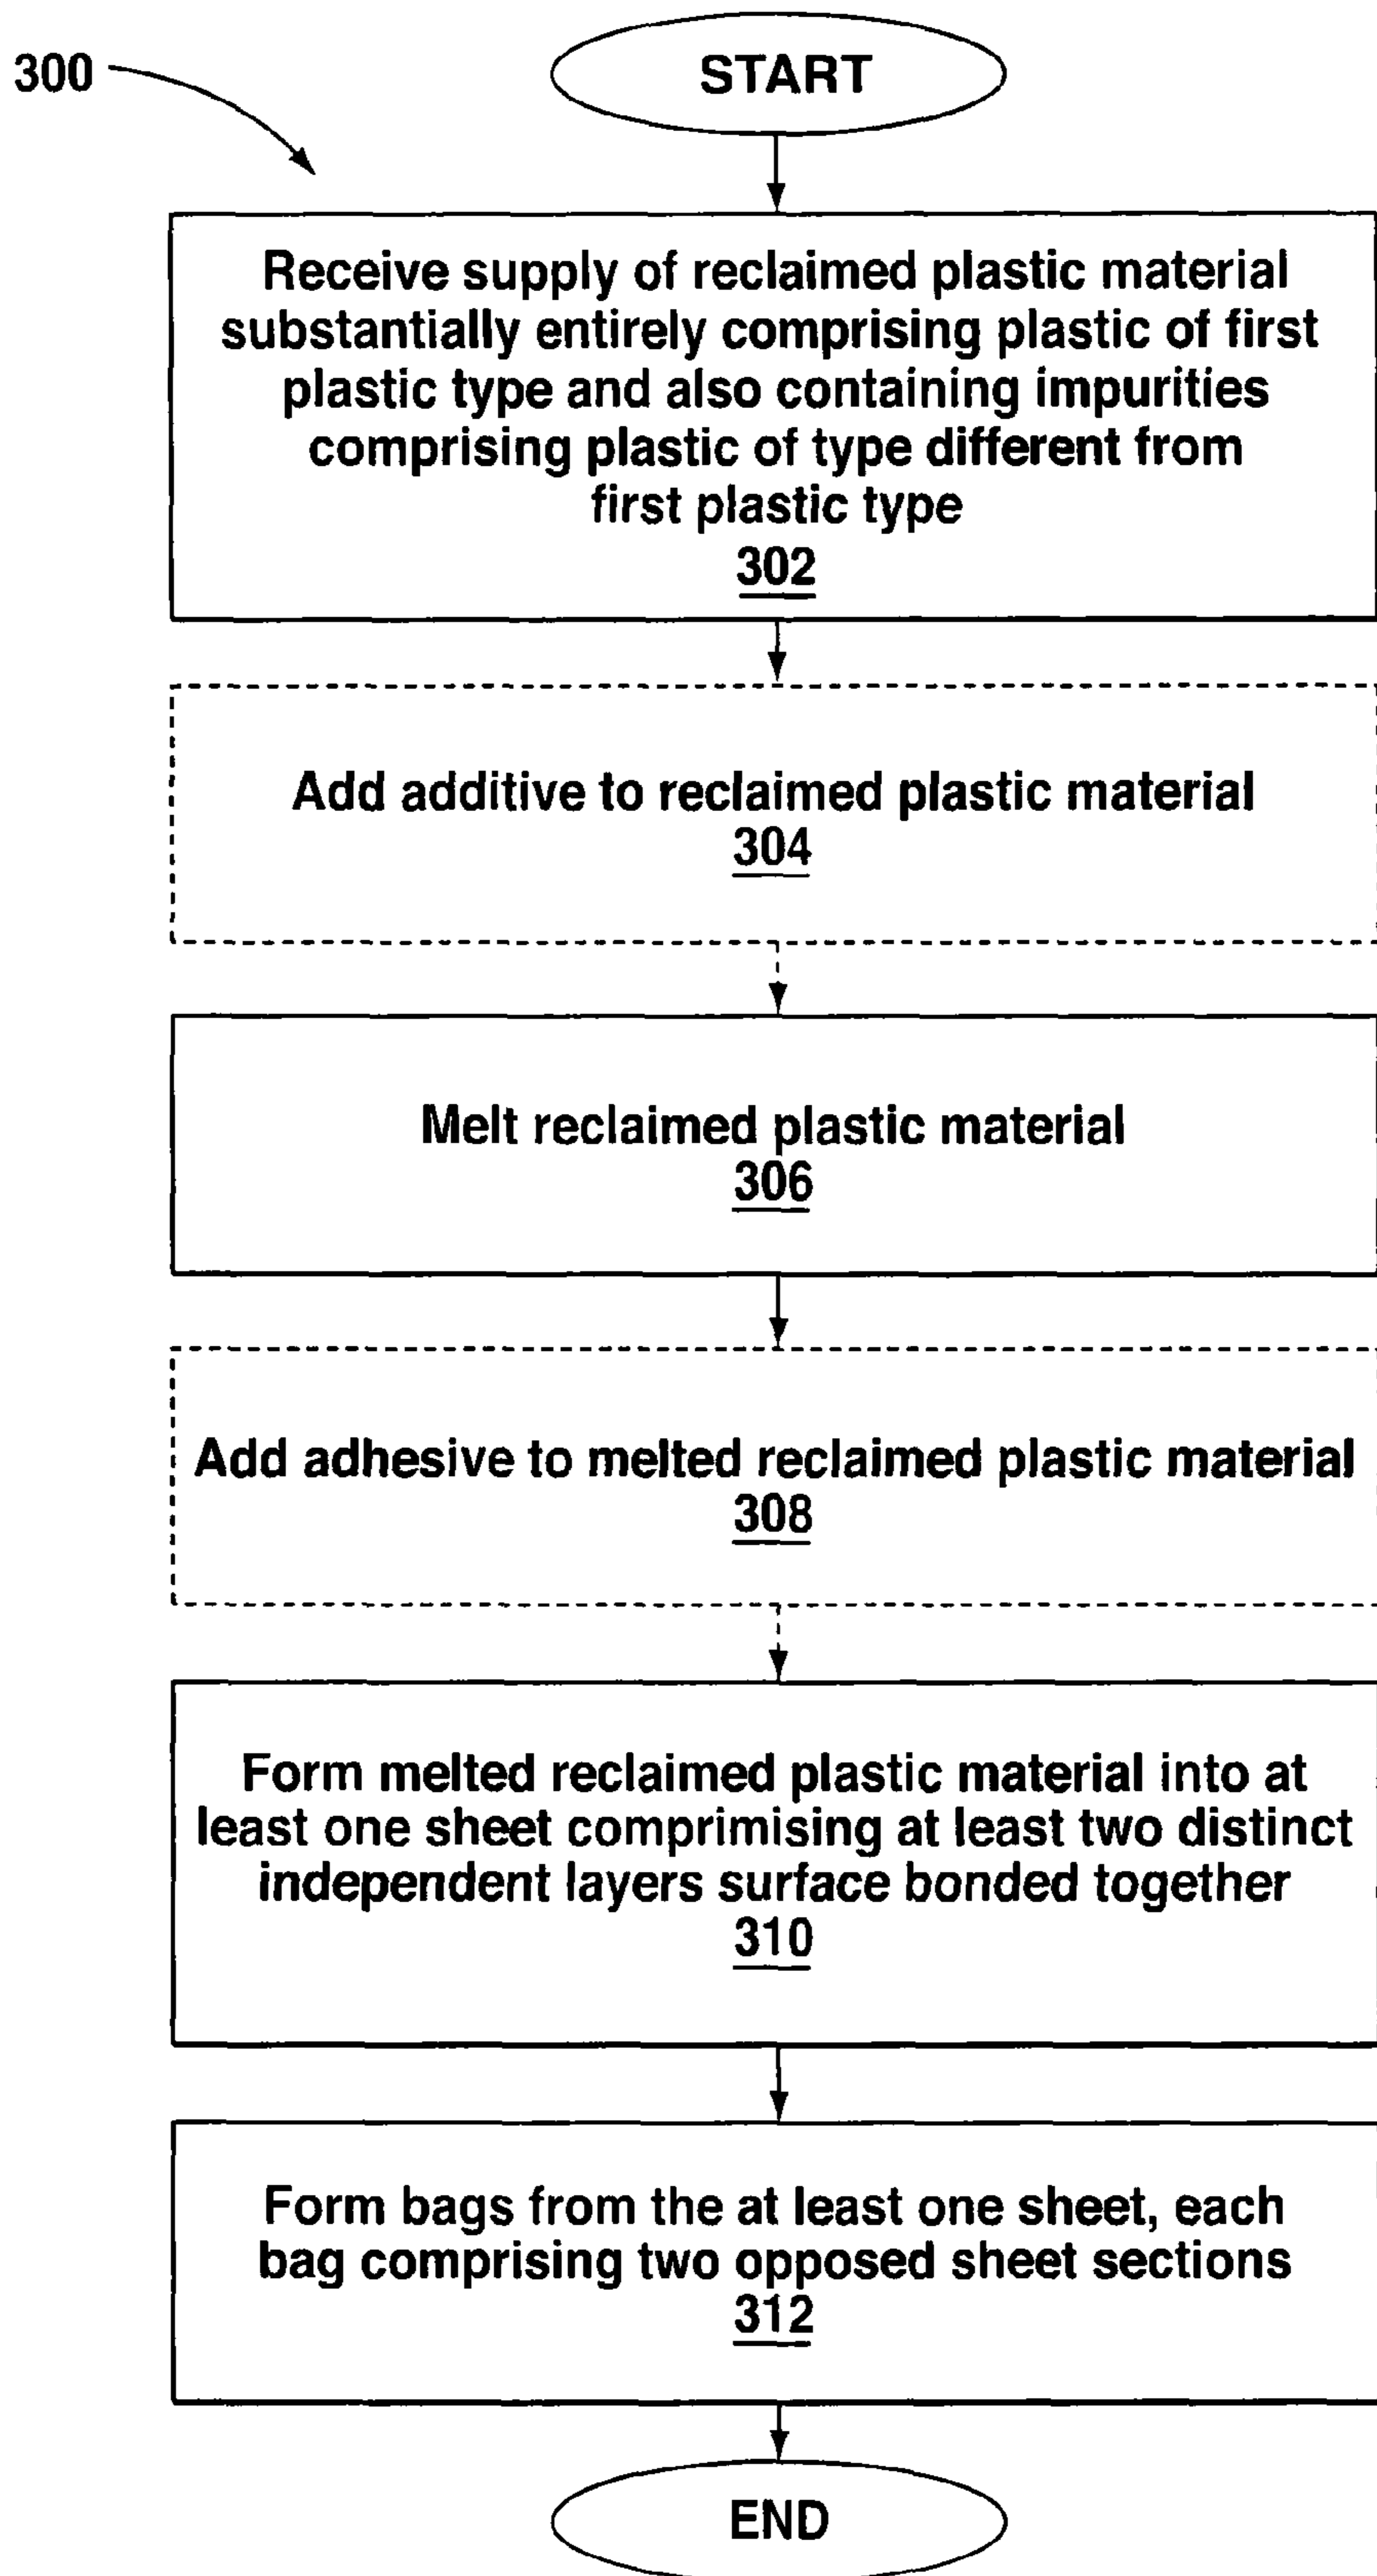 300
START
Receive supply of reclaimed plastic material
substantially entirely comprising plastic of first
plastic type and also containing impurities
comprising plastic of type different from
first plastic type
302
Add additive to reclaimed plastic material
304
Melt reclaimed plastic material
306
Add adhesive to melted reclaimed plastic material
308
Form melted reclaimed plastic material into at
least one sheet comprimising at least two distinct
independent layers surface bonded together
310
Form bags from the at least one sheet, each
bag comprising two opposed sheet sections
312
END